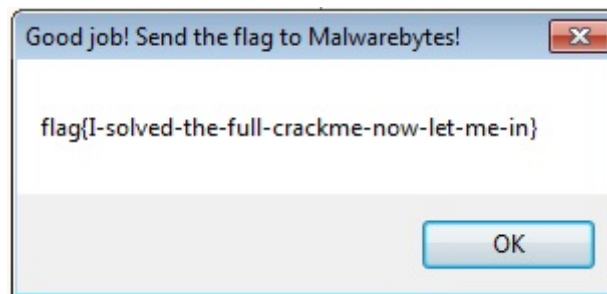 Good job! Send the flag to Malwarebytes!
flag{I-solved-the-full-crackme-now-let-me-in}
OK